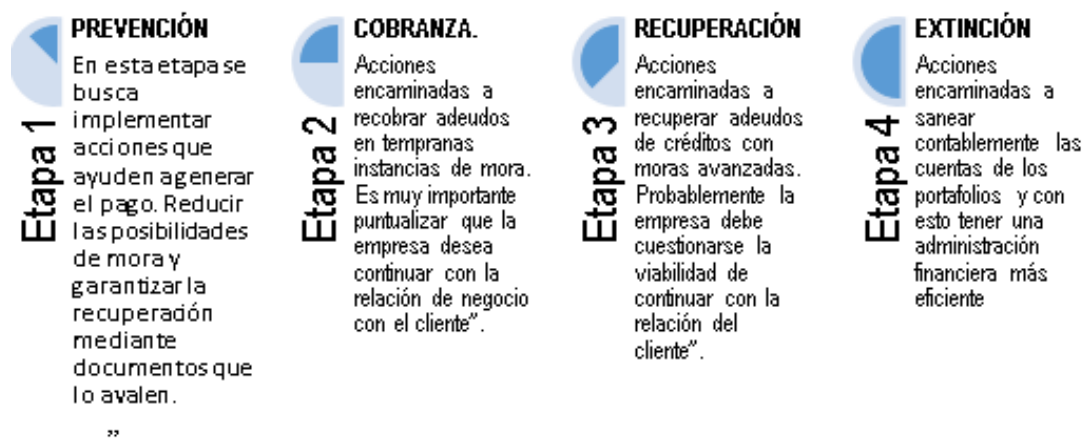 Etapa 1
PREVENCIÓN
En esta etapa se
busca
implementar
acciones que
ayuden a generar
el pago. Reducir
las posibilidades
de mora y
garantizar la
recuperación
mediante
documentos que
lo avalen.
”
Etapa 2
COBRANZA.
Acciones
encaminadas a
recobrar adeudos
en tempranas
instancias de mora.
Es muy importante
puntualizar que la
empresa desea
continuar con la
relación de negocio
con el cliente”.
Etapa 3
RECUPERACIÓN
Acciones
encaminadas a
recuperar adeudos
de créditos con
moras avanzadas.
Probablemente la
empresa debe
cuestionarse la
viabilidad de
continuar con la
relación del
cliente”.
Etapa 4
EXTINCIÓN
Acciones
encaminadas a
sanear
contablemente las
cuentas de los
portafolios y con
esto tener una
administración
financiera más
eficiente